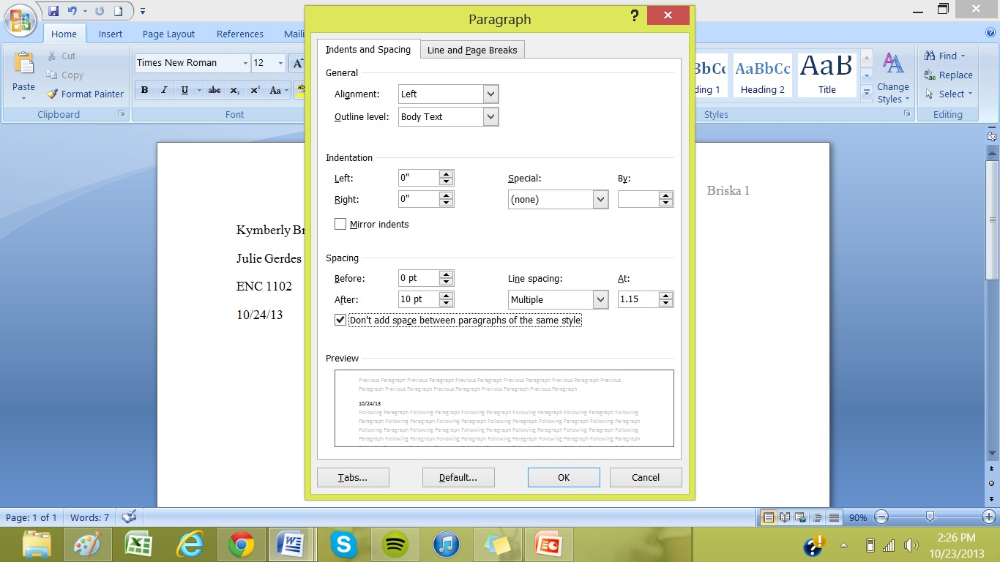 Paragraph
? x
Home Insert Page Layout References Maili
Indents and Spacing Line and Page Breaks
Cut
Copy
Paste
Format Painter
Clipboard
Times New Roman 12 A
B I U abc X₂ X² Aa ab
Font
General
Alignment: Left
Outline level: Body Text
Indentation
Left: 0" Special: By:
Right: 0" (none)
Mirror indents
Spacing
Before: 0 pt Line spacing: At:
After: 10 pt Multiple 1.15
Don't add space between paragraphs of the same style
Preview
Previous Paragraph Previous Paragraph Previous Paragraph Previous Paragraph Previous Paragraph Previous
Paragraph Previous Paragraph Previous Paragraph Previous Paragraph Previous Paragraph
10/24/13
Following Paragraph Following Paragraph Following Paragraph Following Paragraph Following Paragraph Following
Paragraph Following Paragraph Following Paragraph Following Paragraph Following Paragraph Following Paragraph
Following Paragraph Following Paragraph Following Paragraph Following Paragraph Following Paragraph Following
Paragraph Following Paragraph Following Paragraph Following Paragraph Following Paragraph Following Paragraph
Tabs... Default... OK Cancel
BbCc AaBbCc AaB
ding 1 Heading 2 Title
Change
Styles
Styles
Find
Replace
Select
Editing
Briska 1
Kymberly Br
Julie Gerdes
ENC 1102
10/24/13
Page: 1 of 1 Words: 7 90%
2:26 PM
10/23/2013